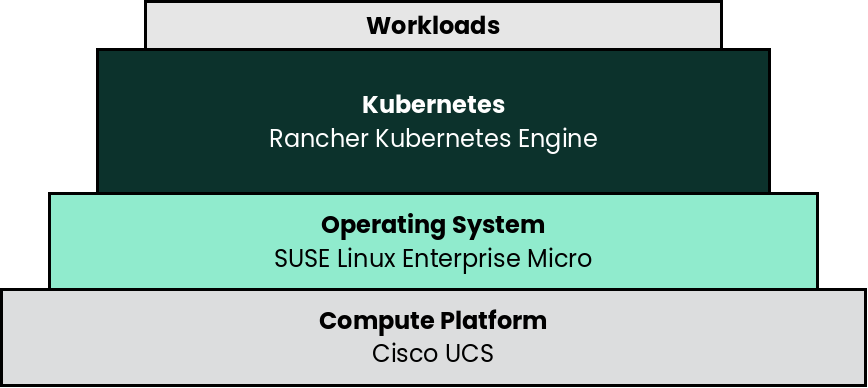 Workloads
Kubernetes
Rancher Kubernetes Engine
Operating System
SUSE Linux Enterprise Micro
Compute Platform
Cisco UCS